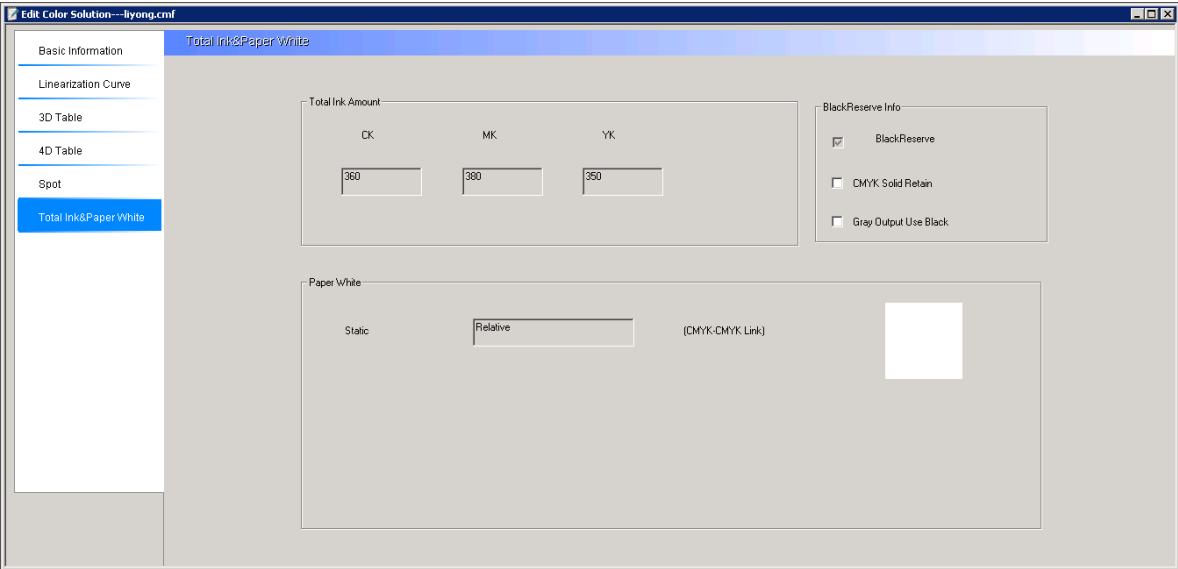 Edit Color Solution---liyong.cmf
Basic Information
Linearization Curve
3D Table
4D Table
Spot
Total Ink&Paper White
Total Ink&Paper White
Total Ink Amount
CK MK YK
360 380 350
BlackReserve Info
BlackReserve
CMYK Solid Retain
Gray Output Use Black
Paper White
Static Relative (CMYK-CMYK Link)